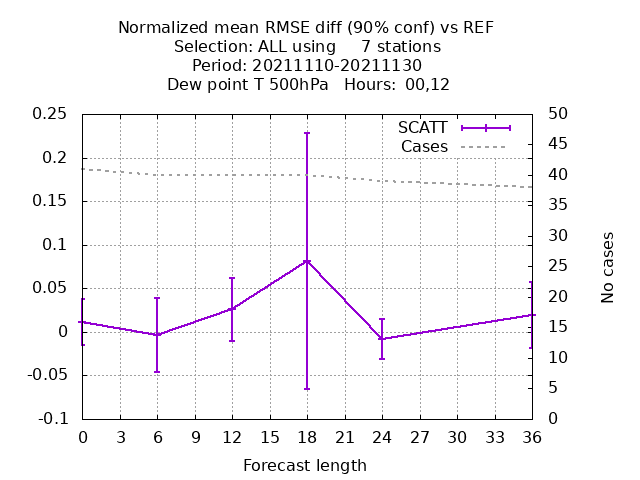 Normalized mean RMSE diff (90% conf) vs REF
Selection: ALL using     7 stations
Period: 20211110-20211130
Dew point T 500hPa   Hours:  00,12
SCATT
Cases
0.25
0.2
0.15
0.1
0.05
0
-0.05
-0.1
50
45
40
35
30
25
20
15
10
5
0
No cases
0 3 6 9 12 15 18 21 24 27 30 33 36
Forecast length